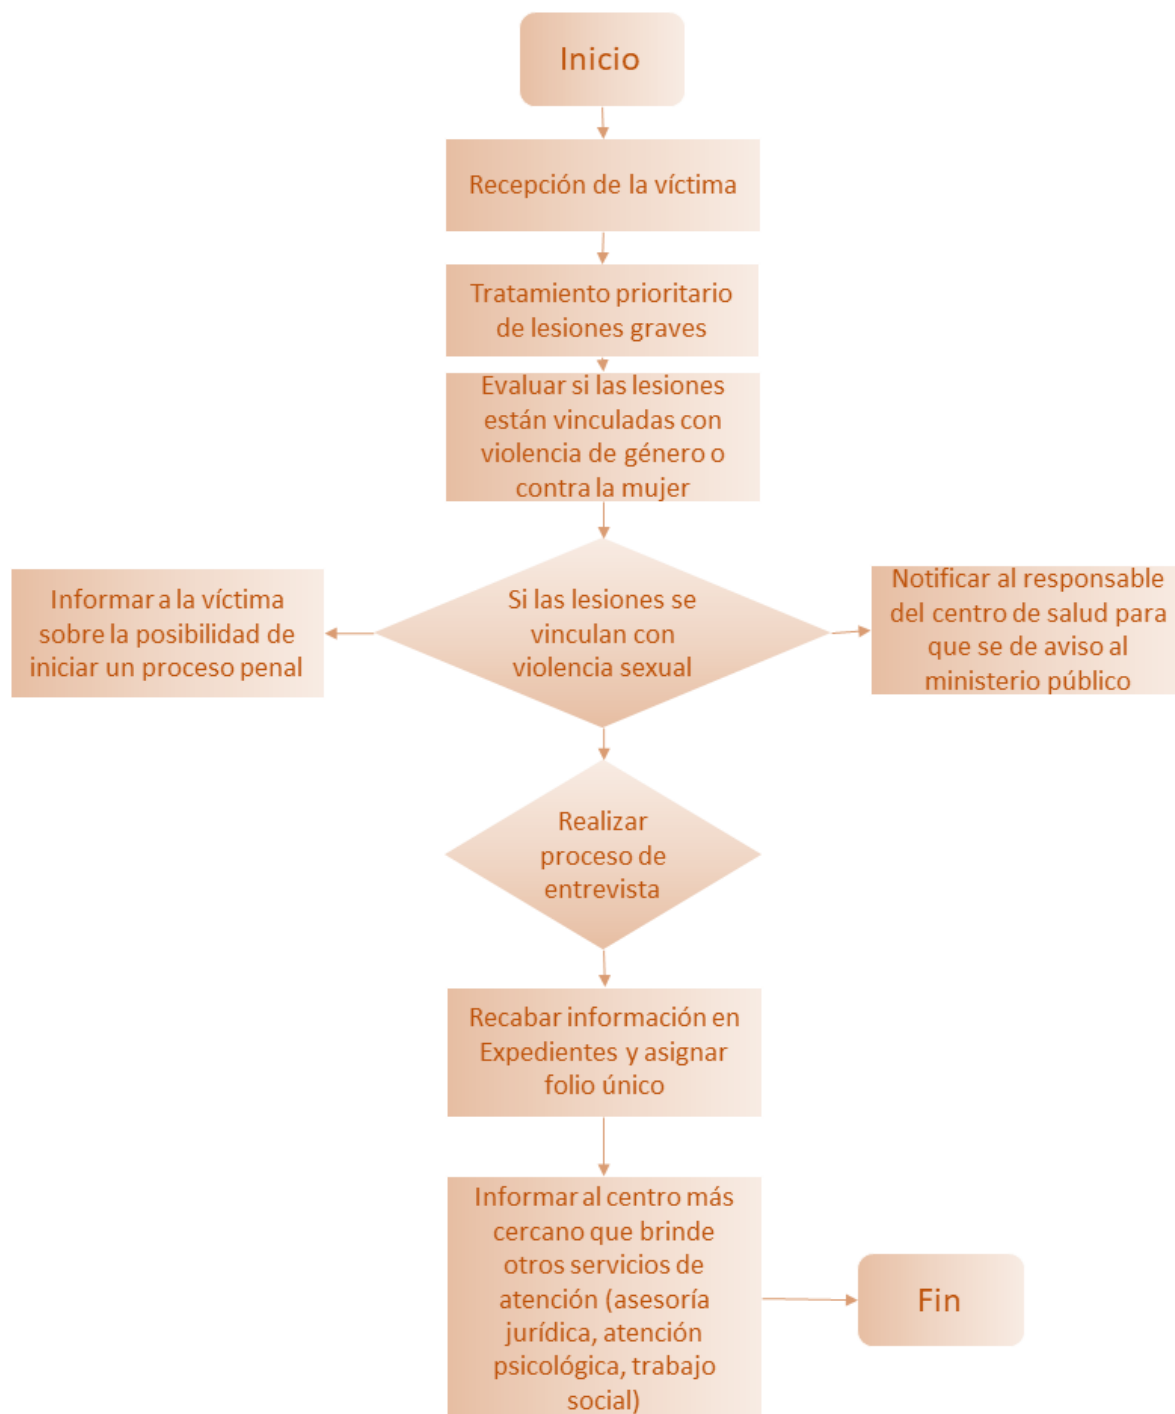 Inicio
Recepción de la víctima
Tratamiento prioritario
de lesiones graves
Evaluar si las lesiones
están vinculadas con
violencia de género o
contra la mujer
Si las lesiones se
vinculan con
violencia sexual
Informar a la víctima
sobre la posibilidad de
iniciar un proceso penal
Notificar al responsable
del centro de salud para
que se de aviso al
ministerio público
Realizar
proceso de
entrevista
Recabar información en
Expedientes y asignar
folio único
Informar al centro más
cercano que brinde
otros servicios de
atención (asesoría
jurídica, atención
psicológica, trabajo
social)
Fin